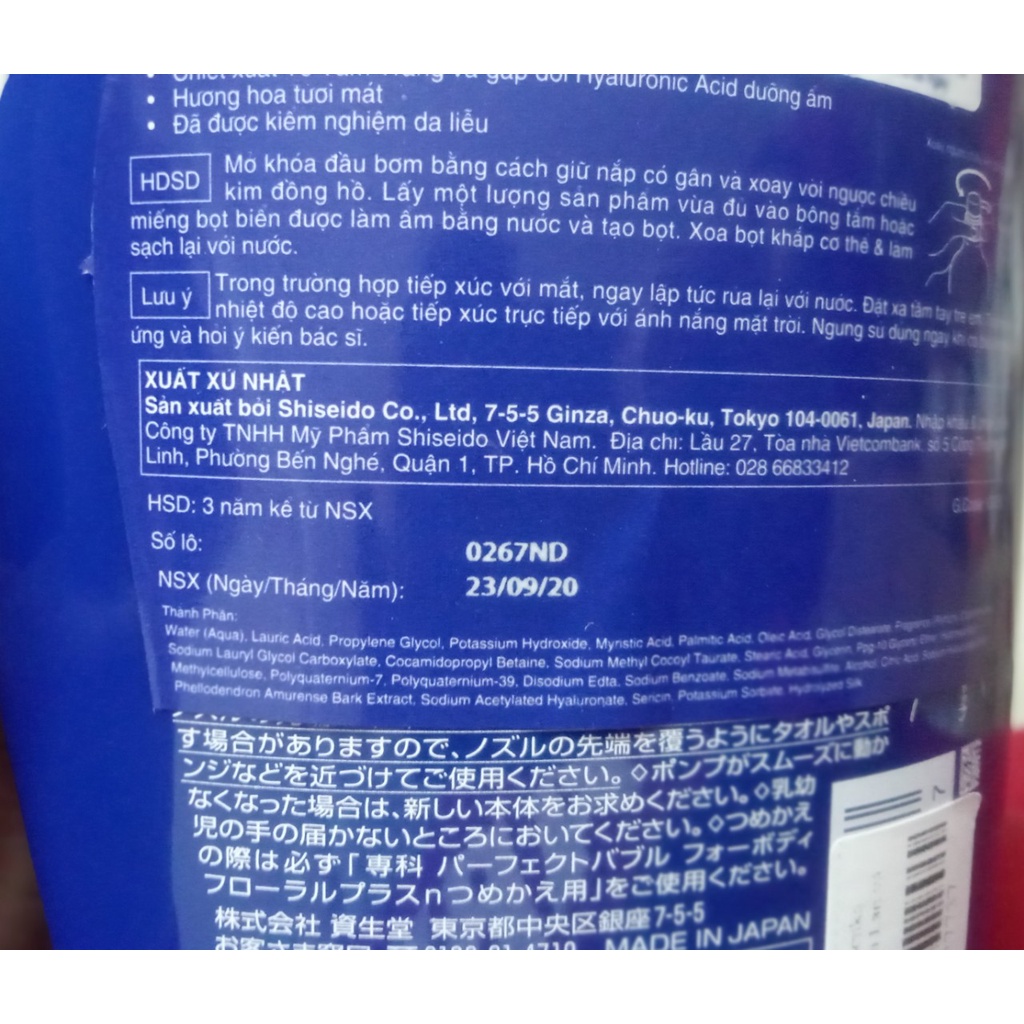 Hyaluronic Acid dưỡng ẩm
• Hương hoa tươi mát
• Đã được kiêm nghiệm da liễu
HDSD
Mở khóa đầu bơm bằng cách giữ nắp có gân và xoay vòi ngược chiều
kim đồng hồ. Lấy một lượng sản phẩm vừa đủ vào bông tắm hoặc
miếng bọt biển được làm ẩm bằng nước và tạo bọt. Xoa bọt khắp cơ thể & làm
sạch lại với nước.
Lưu ý
Trong trường hợp tiếp xúc với mắt, ngay lập tức rửa lại với nước. Đặt xa tầm tay trẻ em
nhiệt độ cao hoặc tiếp xúc trực tiếp với ánh nắng mặt trời. Ngưng sử dụng ngay khi
ứng và hỏi ý kiến bác sĩ.
XUẤT XỨ NHẬT
Sản xuất bởi Shiseido Co., Ltd, 7-5-5 Ginza, Chuo-ku, Tokyo 104-0061, Japan. Nhập khẩu &
Công ty TNHH Mỹ Phẩm Shiseido Việt Nam. Địa chỉ: Lầu 27, Tòa nhà Vietcombank, số 5 Công
Linh, Phường Bến Nghé, Quận 1, TP. Hồ Chí Minh. Hotline: 028 66833412
HSD: 3 năm kể từ NSX
Số lô: 0267ND
NSX (Ngày/Tháng/Năm): 23/09/20
Thành Phần:
Water (Aqua), Lauric Acid, Propylene Glycol, Potassium Hydroxide, Myristic Acid, Palmitic Acid, Oleic Acid, Glycol Distearate,
Sodium Lauryl Glycol Carboxylate, Cocamidopropyl Betaine, Sodium Methyl Cocoyl Taurate, Stearic Acid, Glycerin,
Methylcellulose, Polyquaternium-7, Polyquaternium-39, Disodium Edta, Sodium Benzoate, Sodium Metabisulfite, Alcohol, Citric Acid,
Phellodendron Amurense Bark Extract, Sodium Acetylated Hyaluronate, Sericin, Potassium Sorbate, Hydrolyzed Silk
す場合がありますので、ノズルの先端を覆うようにタオルやスポ
ンジなどを近づけてご使用ください。◇ポンプがスムーズに動か
なくなった場合は、新しい本体をお求めください。◇乳幼
児の手の届かないところにおいてください。◇つめかえ
の際は必ず「専科 パーフェクトバブル フォーボディ
フローラルプラスnつめかえ用」をご使用ください。
株式会社 資生堂 東京都中央区銀座7-5-5
MADE IN JAPAN